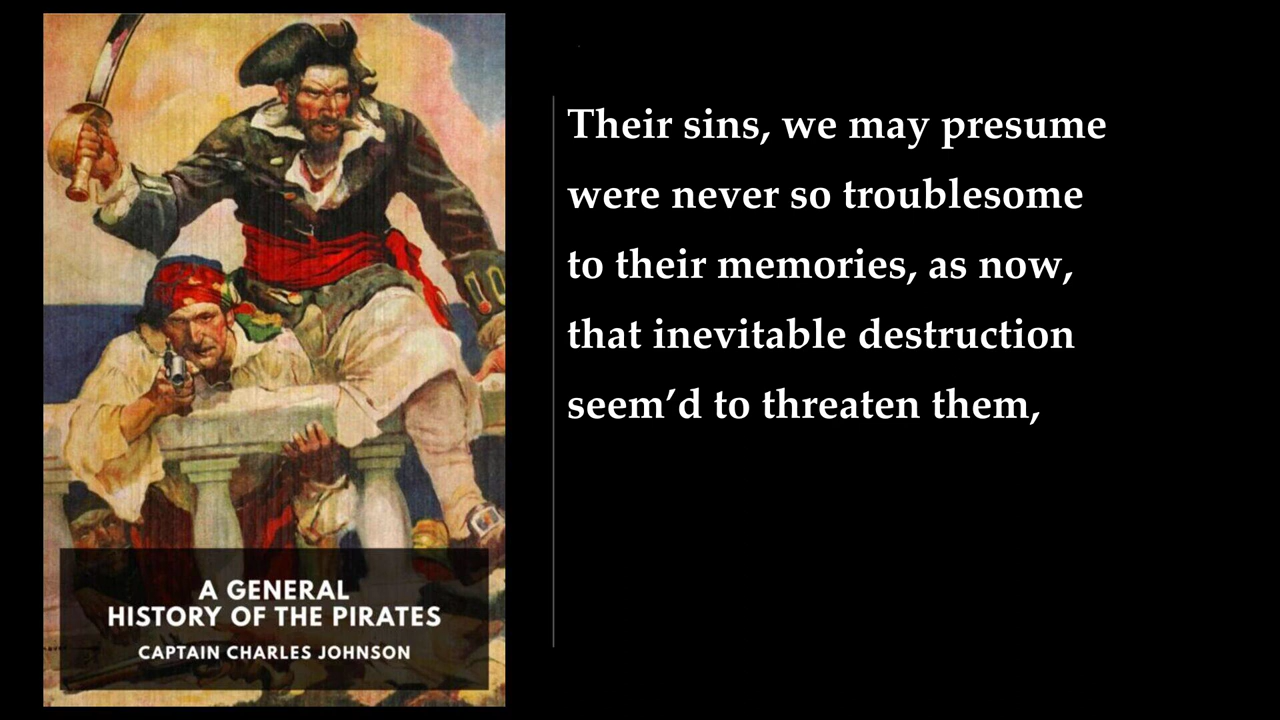 Their sins, we may presume
were never so troublesome
to their memories, as now,
that inevitable destruction
seem’d to threaten them,
A GENERAL
HISTORY OF THE PIRATES
CAPTAIN CHARLES JOHNSON